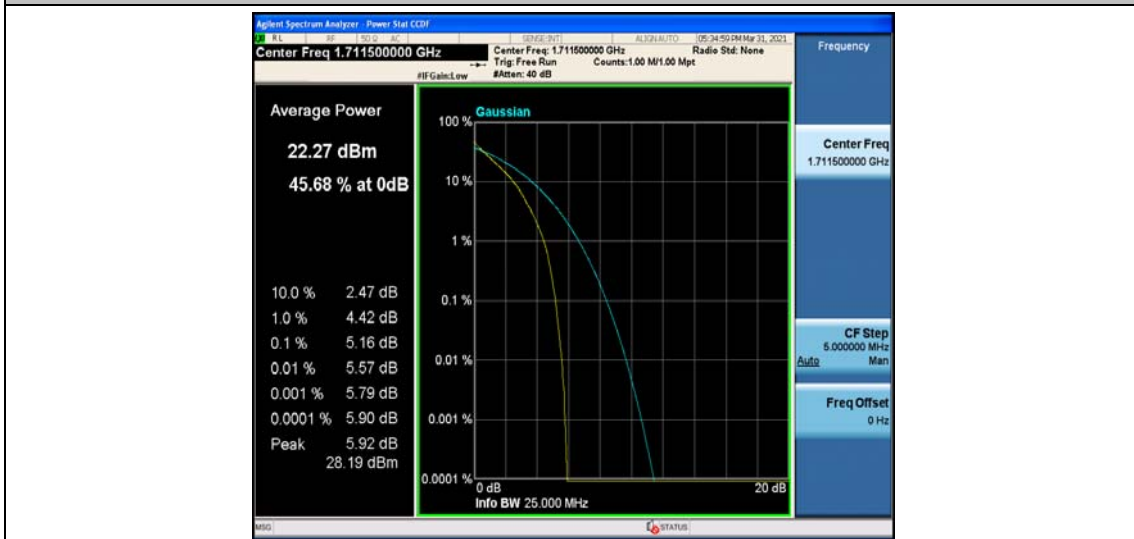 Agilent Spectrum Analyzer - Power Stat CCDF
RL RF 50 Ω AC SENSE:INT ALIGN AUTO 05:34:59 PM Mar 31, 2021
Center Freq 1.711500000 GHz
Center Freq: 1.711500000 GHz Radio Std: None
Trig: Free Run Counts:1.00 M/1.00 Mpt
#IFGain:Low #Atten: 40 dB
Frequency
Average Power
22.27 dBm
45.68 % at 0dB
10.0 % 2.47 dB
1.0 % 4.42 dB
0.1 % 5.16 dB
0.01 % 5.57 dB
0.001 % 5.79 dB
0.0001 % 5.90 dB
Peak 5.92 dB
28.19 dBm
Gaussian
100 %
10 %
1 %
0.1 %
0.01 %
0.001 %
0.0001 %
0 dB 20 dB
Info BW 25.000 MHz
Center Freq
1.711500000 GHz
CF Step
5.000000 MHz
Auto Man
Freq Offset
0 Hz
MSG STATUS